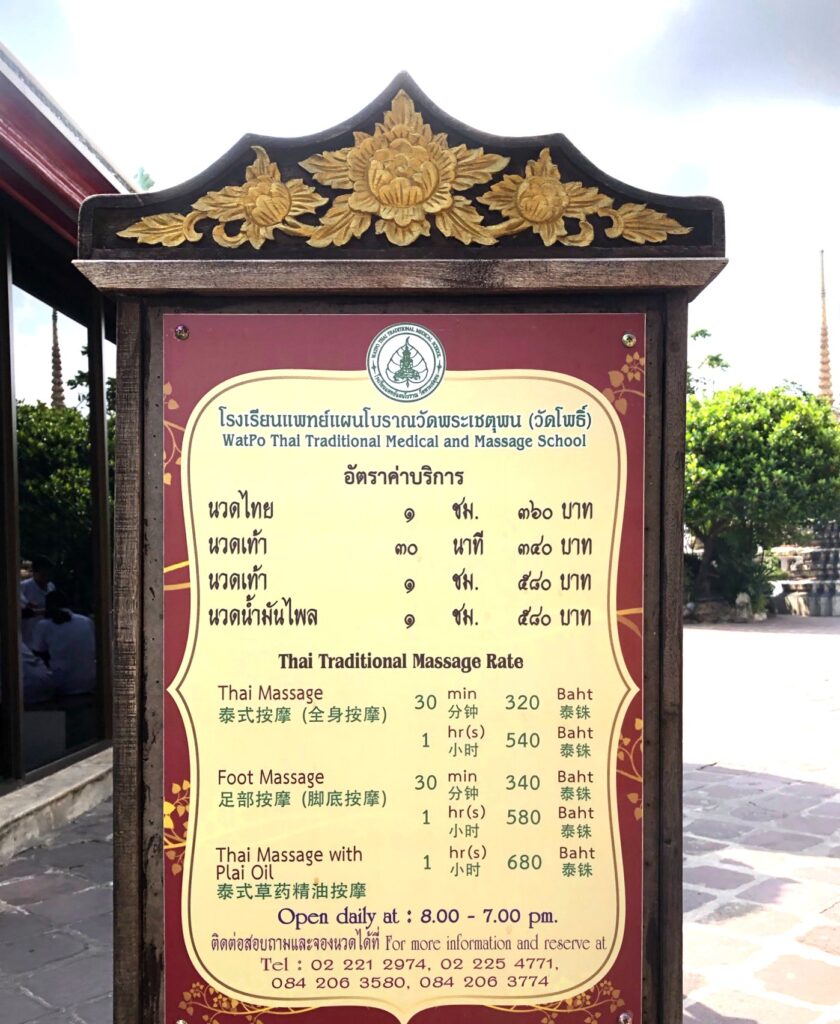 WATPO THAI TRADITIONAL MEDICAL SCHOOL
โรงเรียนแพทย์แผนโบราณวัดพระเชตุพน (วัดโพธิ์)
WatPo Thai Traditional Medical and Massage School
อัตราค่าบริการ
นวดไทย ๑ ชม. ๓๖๐ บาท
นวดเท้า ๓๐ นาที ๓๔๐ บาท
นวดเท้า ๑ ชม. ๕๘๐ บาท
นวดน้ำมันไพล ๑ ชม. ๕๘๐ บาท
Thai Traditional Massage Rate
Thai Massage 30 min 320 Baht
泰式按摩 (全身按摩) 分钟 泰铢
1 hr(s) 540 Baht
小时 泰铢
Foot Massage 30 min 340 Baht
足部按摩 (脚底按摩) 分钟 泰铢
1 hr(s) 580 Baht
小时 泰铢
Thai Massage with 1 hr(s) 680 Baht
Plai Oil 小时 泰铢
泰式草药精油按摩
Open daily at : 8.00 - 7.00 pm.
ติดต่อสอบถามและจองนวดได้ที่ For more information and reserve at
Tel : 02 221 2974, 02 225 4771,
084 206 3580, 084 206 3774